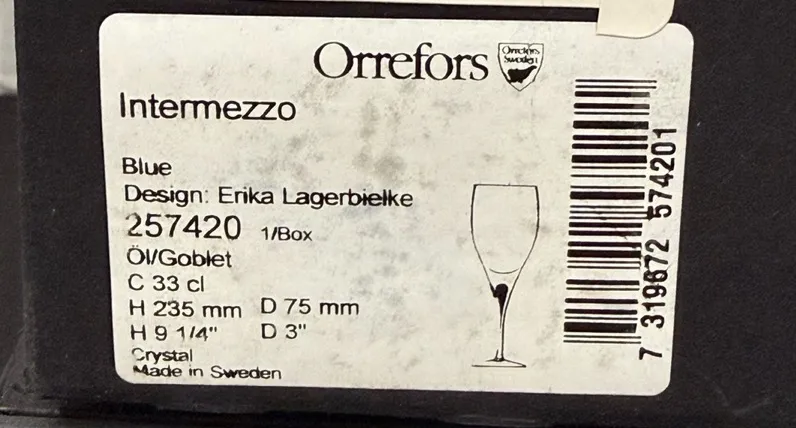 Orrefors
Orrefors
Sweden
Intermezzo
Blue
Design: Erika Lagerbielke
257420 1/Box
Öl/Goblet
C 33 cl
H 235 mm D 75 mm
H 9 1/4" D 3"
Crystal
Made in Sweden
7 319672 574201